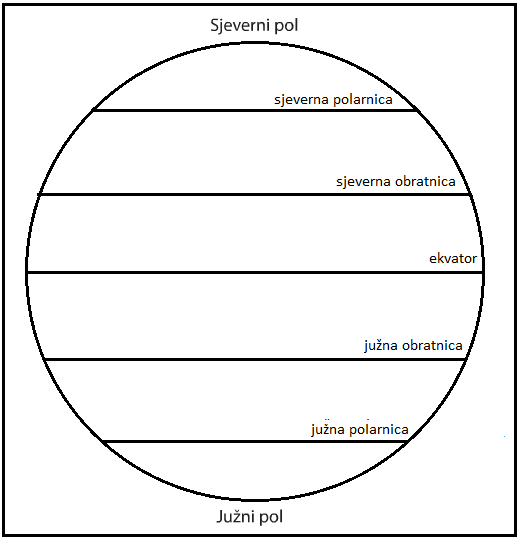 Sjeverni pol
sjeverna polarnica
sjeverna obratnica
ekvator
južna obratnica
južna polarnica
Južni pol